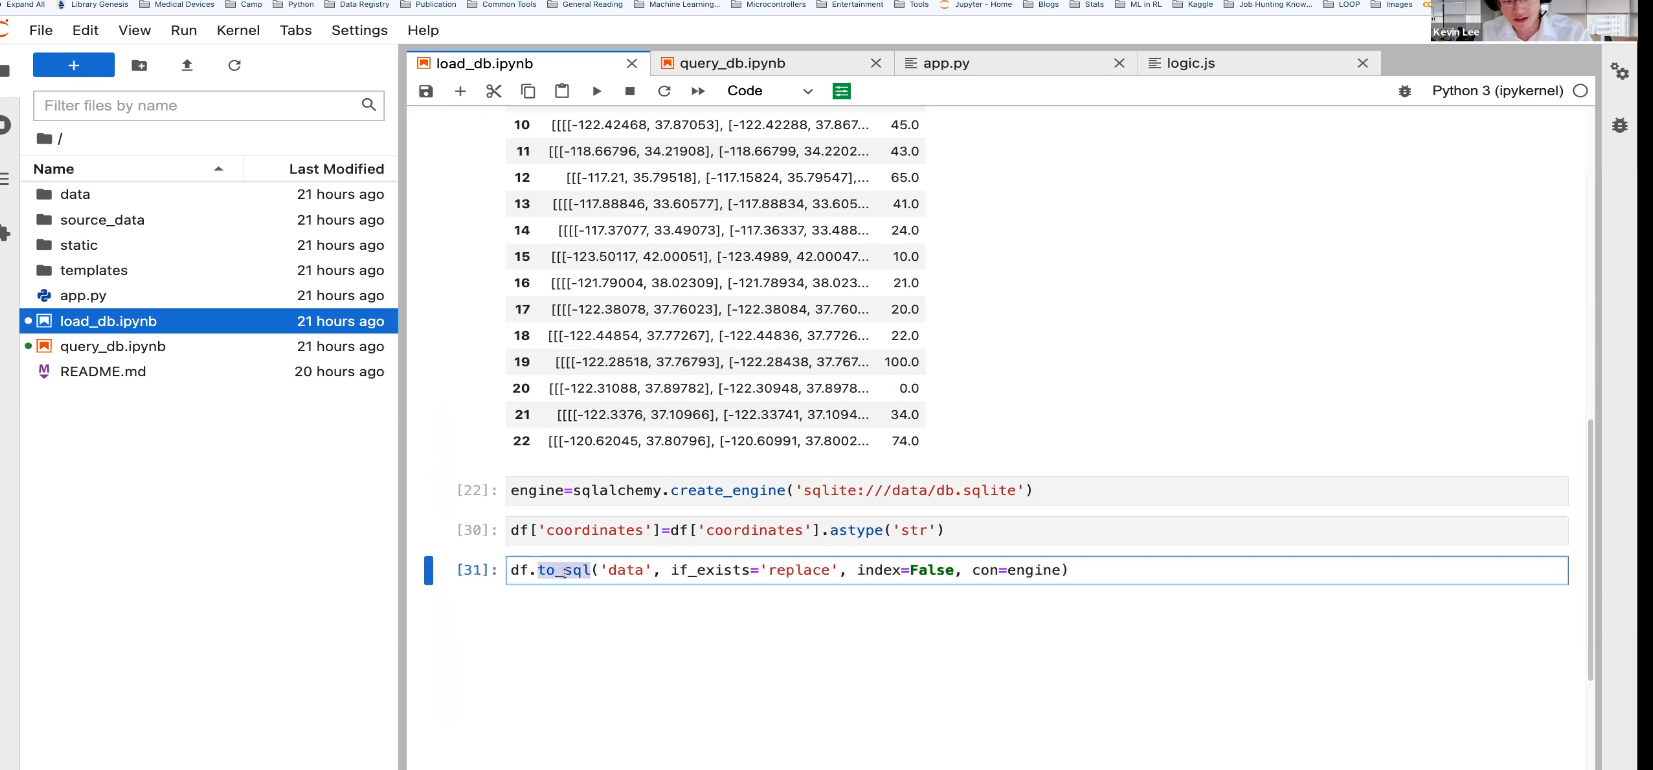 Expand All Library Genesis Medical Devices Camp Python Data Registry Publication Common Tools General Reading Machine Learning... Microcontrollers Entertainment Tools Jupyter - Home Blogs Stats ML in RL Kaggle Job Hunting Know... LOOP Images
Kevin Lee
File Edit View Run Kernel Tabs Settings Help
load_db.ipynb query_db.ipynb app.py logic.js
Filter files by name
Code
Python 3 (ipykernel)
/
Name Last Modified
data 21 hours ago
source_data 21 hours ago
static 21 hours ago
templates 21 hours ago
app.py 21 hours ago
load_db.ipynb 21 hours ago
query_db.ipynb 21 hours ago
README.md 20 hours ago
10 [[[[-122.42468, 37.87053], [-122.42288, 37.867... 45.0
11 [[[-118.66796, 34.21908], [-118.66799, 34.2202... 43.0
12 [[[-117.21, 35.79518], [-117.15824, 35.79547],... 65.0
13 [[[[-117.88846, 33.60577], [-117.88834, 33.605... 41.0
14 [[[[-117.37077, 33.49073], [-117.36337, 33.488... 24.0
15 [[[-123.50117, 42.00051], [-123.4989, 42.00047... 10.0
16 [[[[-121.79004, 38.02309], [-121.78934, 38.023... 21.0
17 [[[[-122.38078, 37.76023], [-122.38084, 37.760... 20.0
18 [[[-122.44854, 37.77267], [-122.44836, 37.7726... 22.0
19 [[[[-122.28518, 37.76793], [-122.28438, 37.767... 100.0
20 [[[-122.31088, 37.89782], [-122.30948, 37.8978... 0.0
21 [[[[-122.3376, 37.10966], [-122.33741, 37.1094... 34.0
22 [[[-120.62045, 37.80796], [-120.60991, 37.8002... 74.0
[22]: engine=sqlalchemy.create_engine('sqlite:///data/db.sqlite')
[30]: df['coordinates']=df['coordinates'].astype('str')
[31]: df.to_sql('data', if_exists='replace', index=False, con=engine)